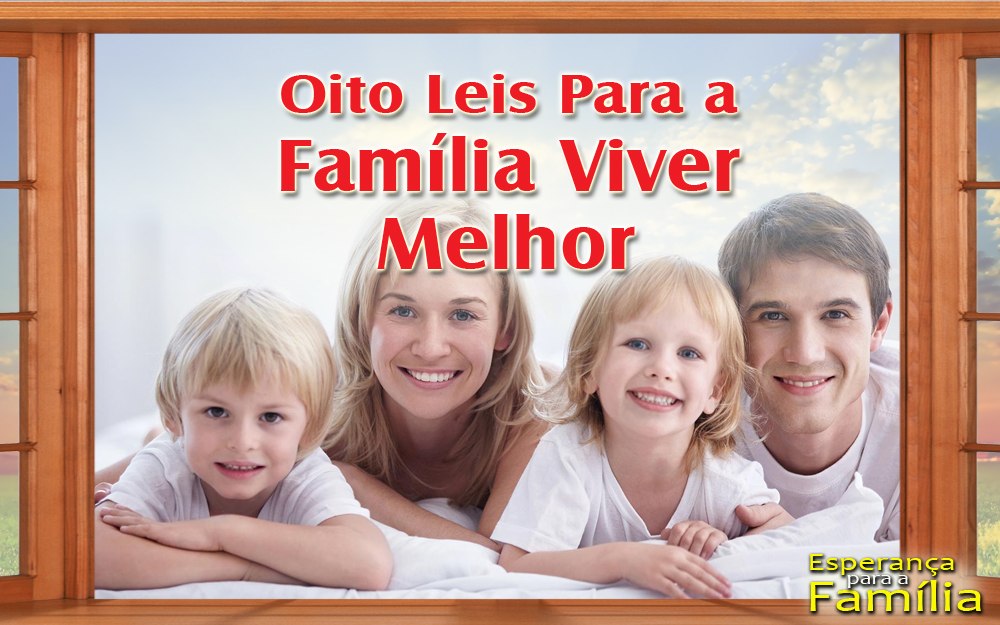 Oito Leis Para a
Família Viver
Melhor
Esperança
para a
Família